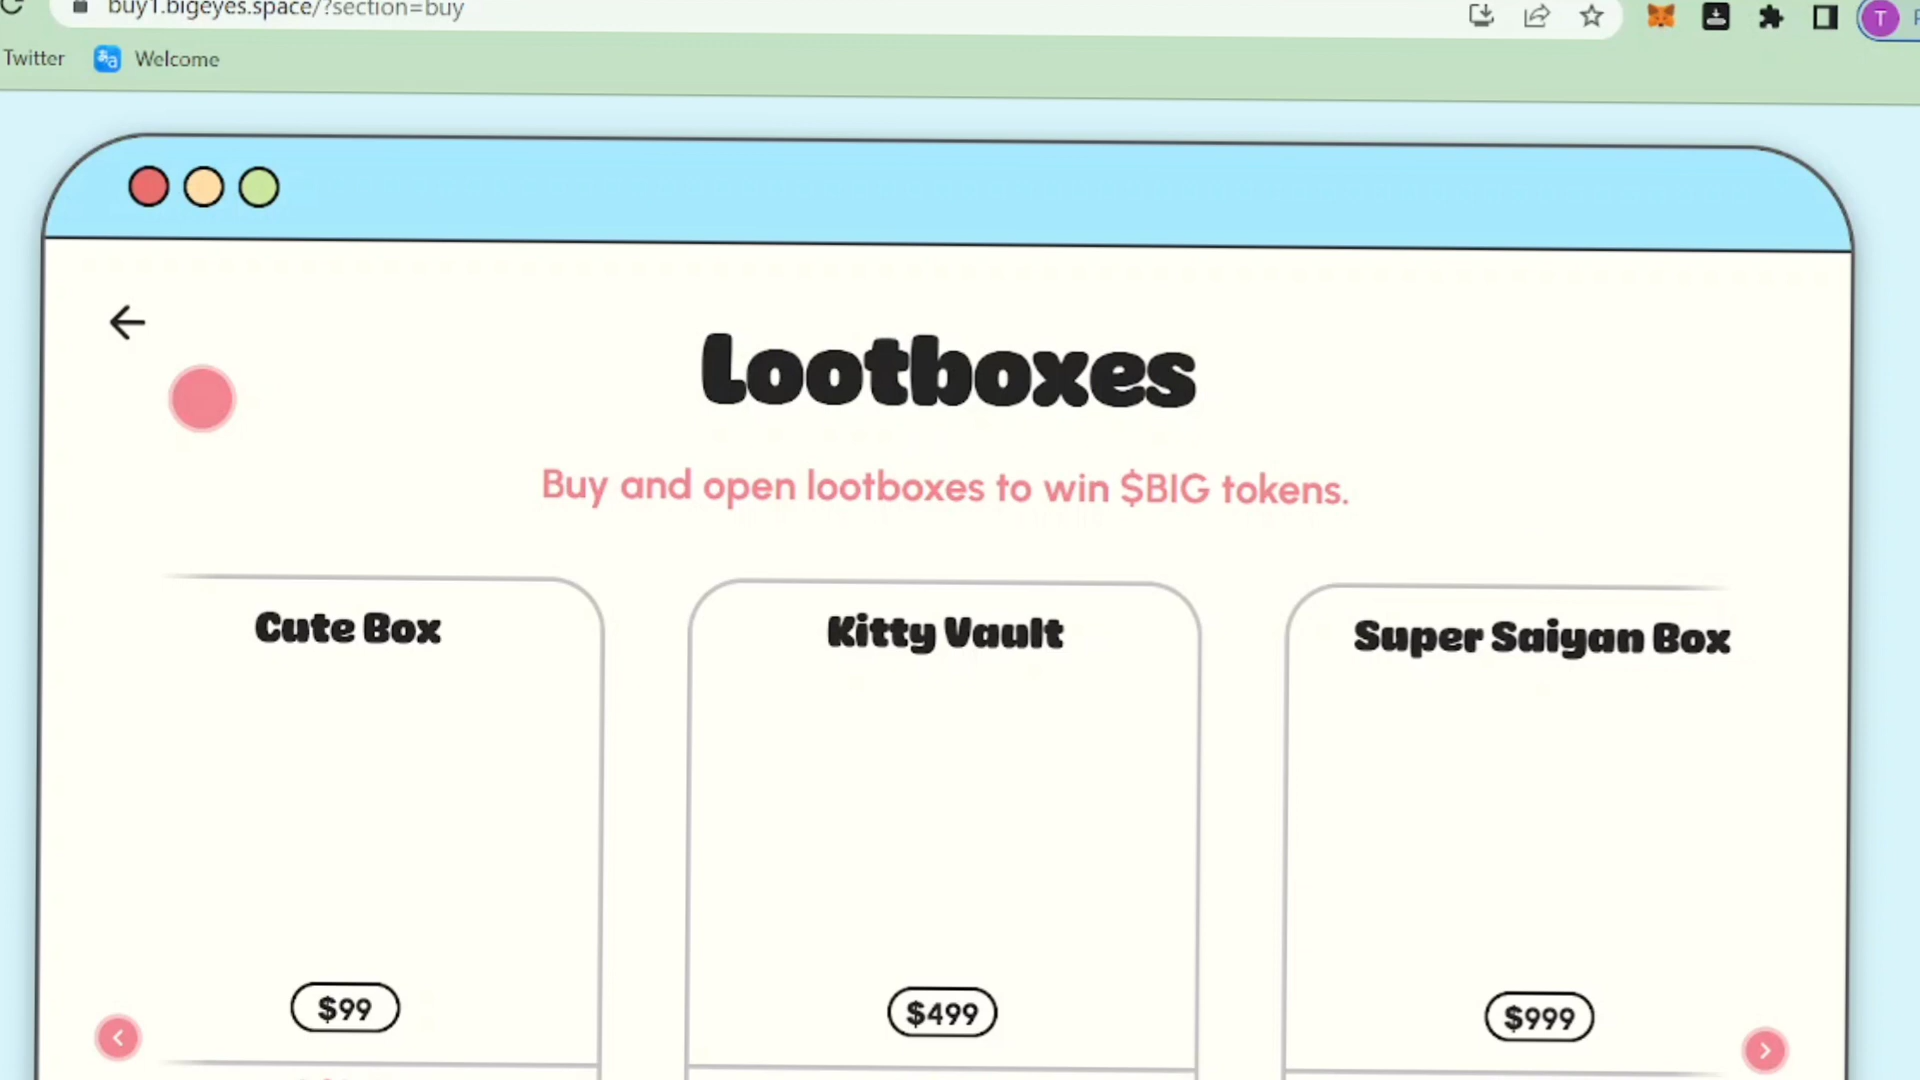 buy1.bigeyes.space/?section=buy
T
Twitter
Welcome
Lootboxes
Buy and open lootboxes to win $BIG tokens.
Cute Box
Kitty Vault
Super Saiyan Box
$99
$499
$999